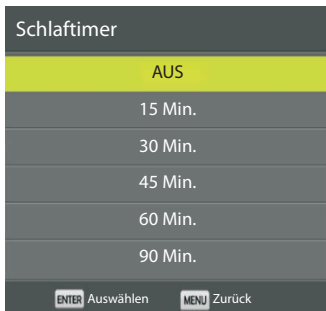 Schlaftimer
AUS
15 Min.
30 Min.
45 Min.
60 Min.
90 Min.
ENTER Auswählen MENU Zurück